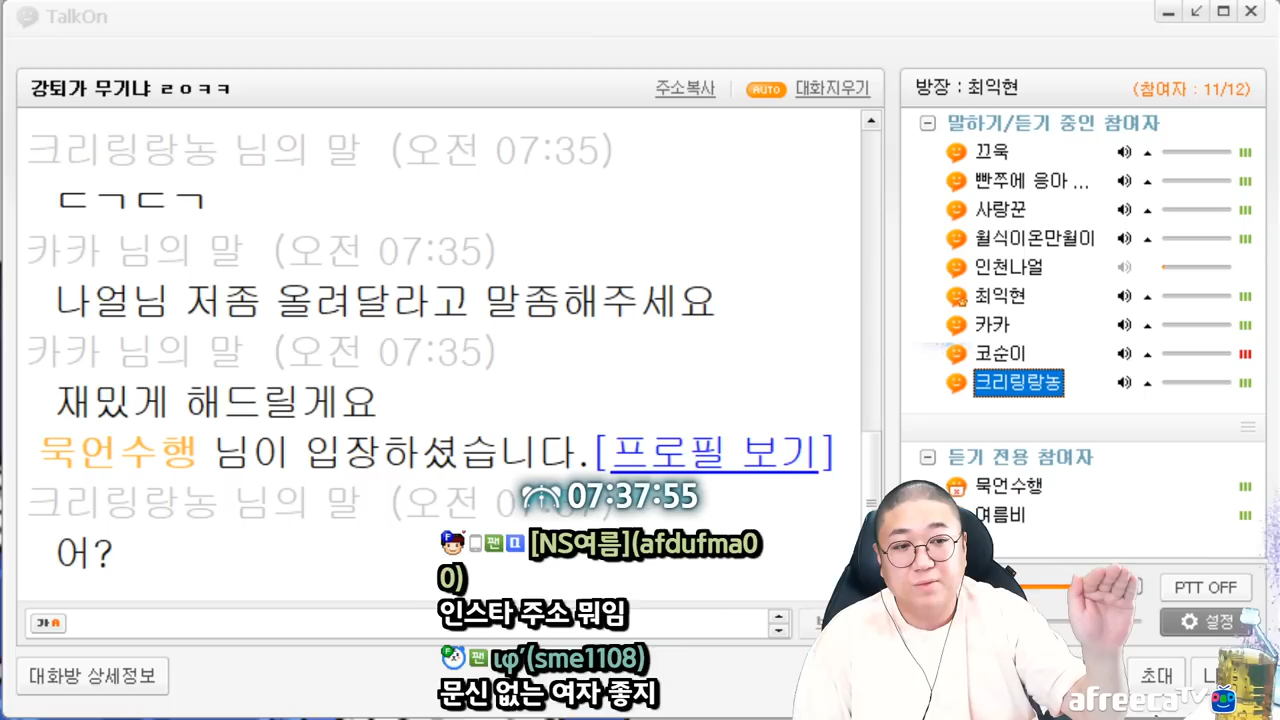 TalkOn
강퇴가 무기냐 ㄹㅇㅋㅋ
주소복사
AUTO
대화지우기
크리링랑농 님의 말 (오전 07:35)
ㄷㄱㄷㄱ
카카 님의 말 (오전 07:35)
나얼님 저좀 올려달라고 말좀해주세요
카카 님의 말 (오전 07:35)
재밌게 해드릴게요
묵언수행 님이 입장하셨습니다.[프로필 보기]
크리링랑농 님의 말 (오전
어?
07:37:55
[NS여름](afdufma0
0)
인스타 주소 뭐임
ιφ′(sme1108)
문신 없는 여자 좋지
가
대화방 상세정보
방장 : 최익현
(참여자 : 11/12)
말하기/듣기 중인 참여자
끄욱
빤쭈에 응아 ...
사랑꾼
월식이온만월이
인천나얼
최익현
카카
코순이
크리링랑농
듣기 전용 참여자
묵언수행
여름비
PTT OFF
설정
초대
afreecaTV